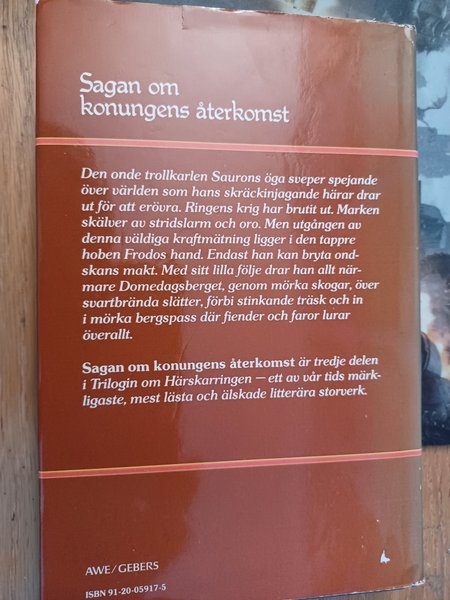 Sagan om
konungens återkomst
Den onde trollkarlen Saurons öga sveper spejande
över världen som hans skräckinjagande härar drar
ut för att erövra. Ringens krig har brutit ut. Marken
skälver av stridslarm och oro. Men utgången av
denna väldiga kraftmätning ligger i den tappre
hoben Frodos hand. Endast han kan bryta ond-
skans makt. Med sitt lilla följe drar han allt när-
mare Domedagsberget, genom mörka skogar, över
svartbrända slätter, förbi stinkande träsk och in
i mörka bergspass där fiender och faror lurar
överallt.
Sagan om konungens återkomst är tredje delen
i Trilogin om Härskarringen — ett av vår tids märk-
ligaste, mest lästa och älskade litterära storverk.
AWE/GEBERS
ISBN 91-20-05917-5